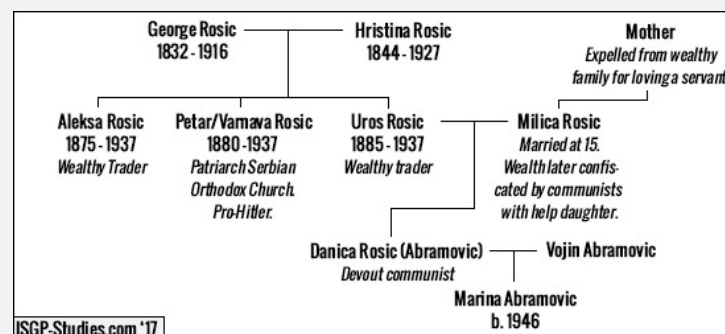 George Rosic
1832 - 1916
Hristina Rosic
1844 - 1927
Mother
Expelled from wealthy
family for loving a servant
Aleksa Rosic
1875 - 1937
Wealthy Trader
Petar/Varnava Rosic
1880 - 1937
Patriarch Serbian
Orthodox Church.
Pro-Hitler.
Uros Rosic
1885 - 1937
Wealthy trader
Milica Rosic
Married at 15.
Wealth later confis-
cated by communists
with help daughter.
Danica Rosic (Abramovic)
Devout communist
Vojin Abramovic
Marina Abramovic
b. 1946
ISGP-Studies.com '17